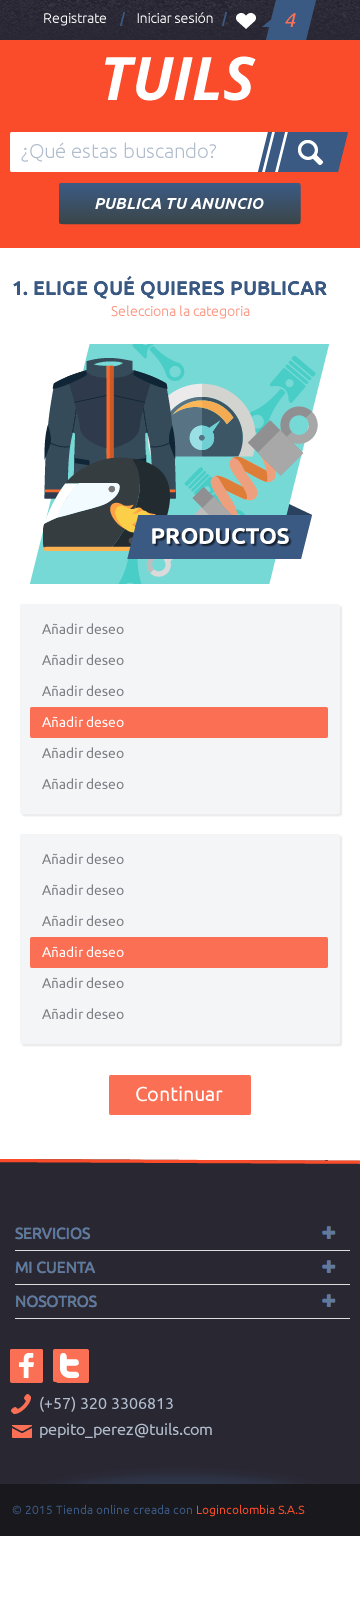 Registrate / Iniciar sesión / 4
TUILS
¿Qué estas buscando?
PUBLICA TU ANUNCIO
1. ELIGE QUÉ QUIERES PUBLICAR
Selecciona la categoria
PRODUCTOS
Añadir deseo
Añadir deseo
Añadir deseo
Añadir deseo
Añadir deseo
Añadir deseo
Añadir deseo
Añadir deseo
Añadir deseo
Añadir deseo
Añadir deseo
Añadir deseo
Continuar
SERVICIOS
MI CUENTA
NOSOTROS
(+57) 320 3306813
pepito_perez@tuils.com
© 2015 Tienda online creada con Logincolombia S.A.S